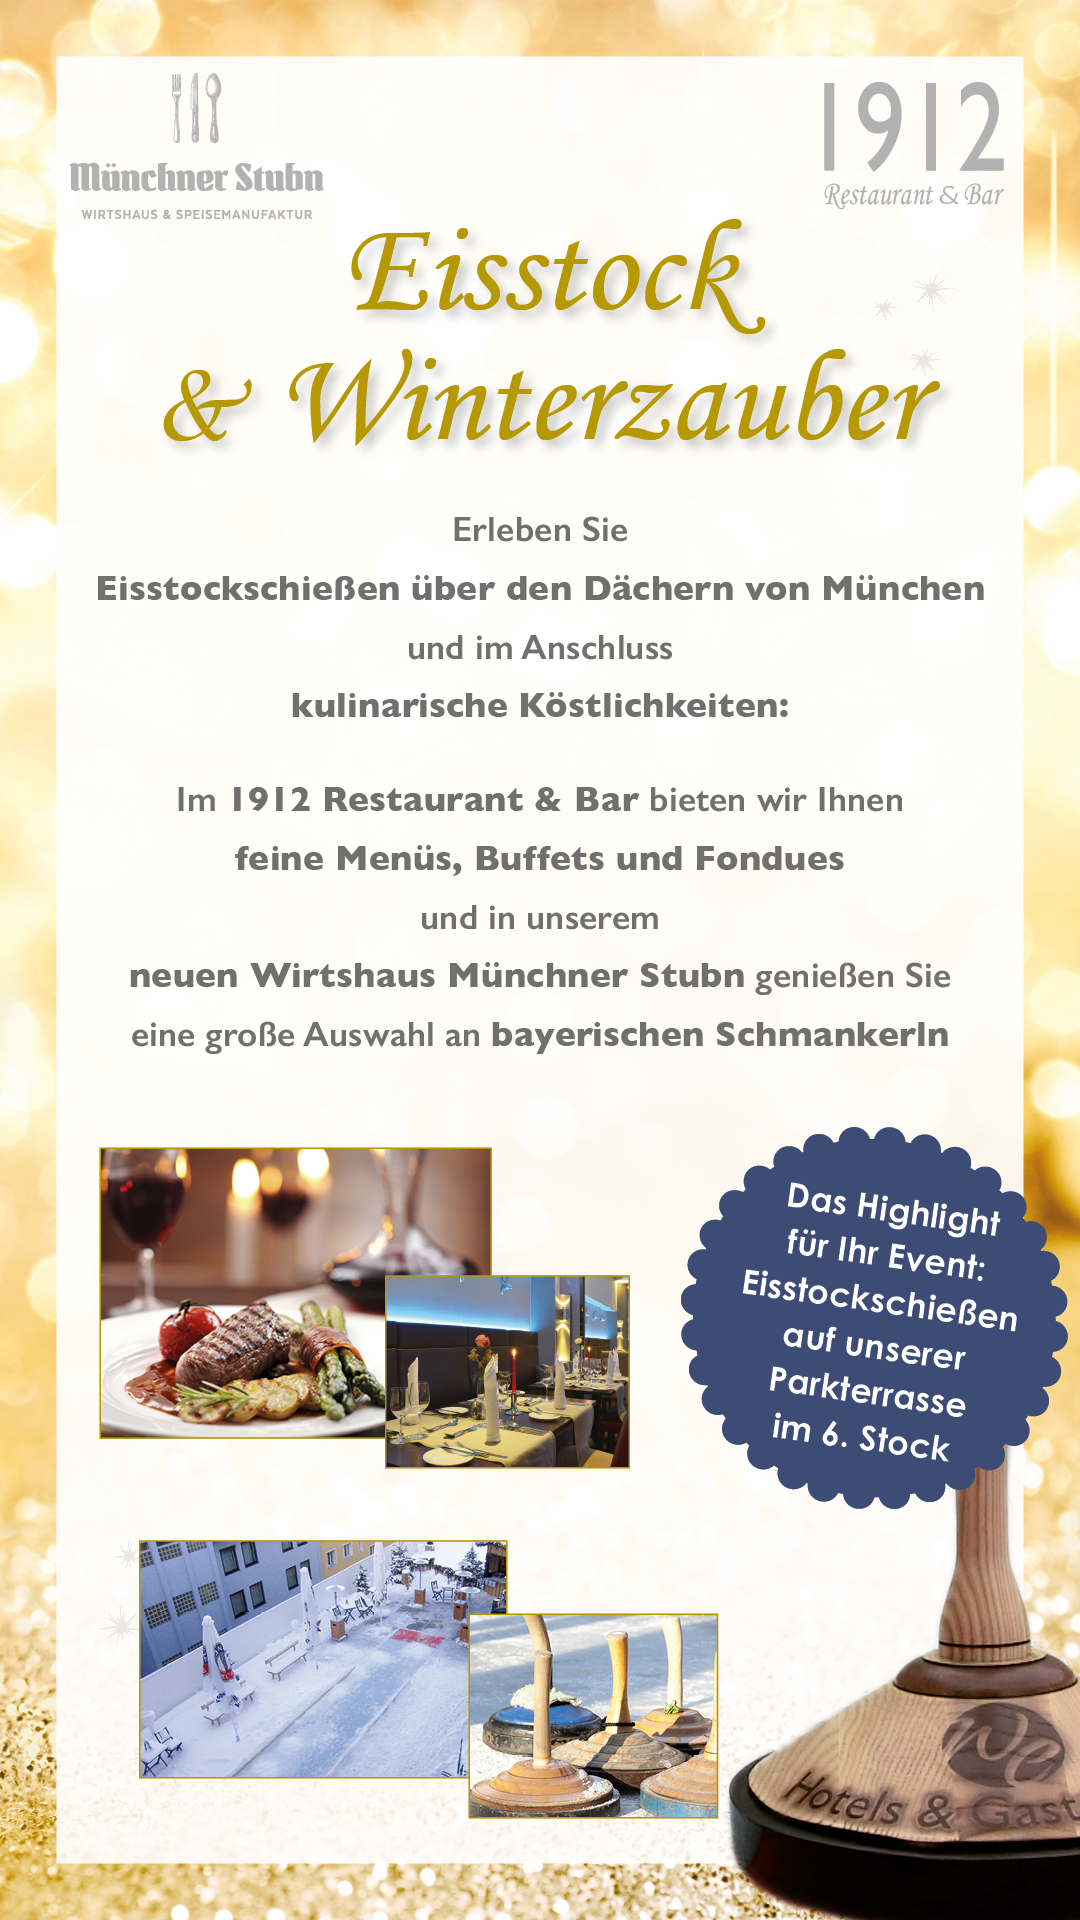 Münchner Stubn
WIRTSHAUS & SPEISEMANUFAKTUR
1912
Restaurant & Bar
Eisstock
& Winterzauber
Erleben Sie
Eisstockschießen über den Dächern von München
und im Anschluss
kulinarische Köstlichkeiten:
Im 1912 Restaurant & Bar bieten wir Ihnen
feine Menüs, Buffets und Fondues
und in unserem
neuen Wirtshaus Münchner Stubn genießen Sie
eine große Auswahl an bayerischen Schmankerln
Das Highlight
für Ihr Event:
Eisstockschießen
auf unserer
Parkterrasse
im 6. Stock
Hotels & Gast